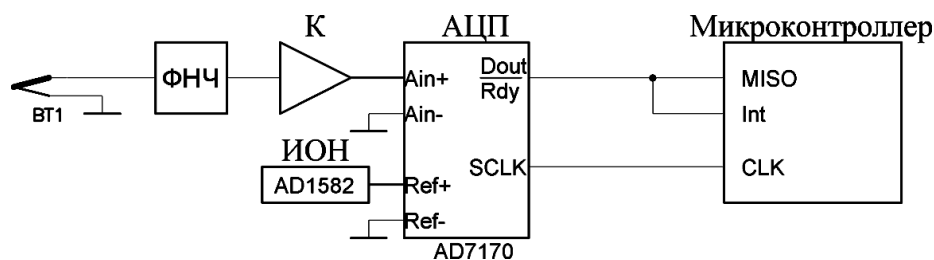 К
АЦП
Микроконтроллер
ФНЧ
BT1
Ain+
Ain-
Dout
Rdy
MISO
Int
ИОН
AD1582
Ref+
Ref-
SCLK
CLK
AD7170